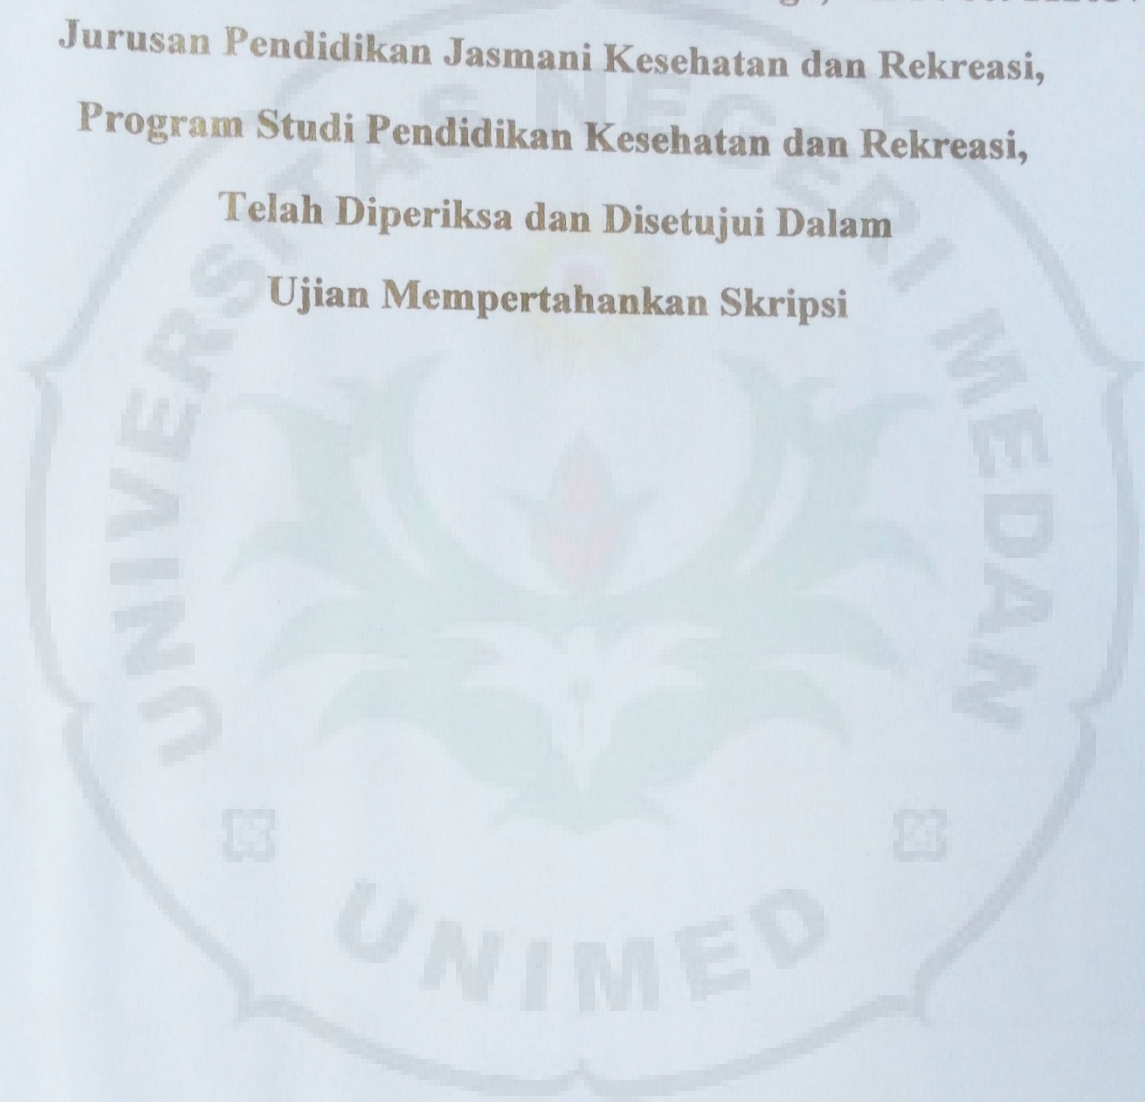 Jurusan Pendidikan Jasmani Kesehatan dan Rekreasi,
Program Studi Pendidikan Kesehatan dan Rekreasi,
Telah Diperiksa dan Disetujui Dalam
Ujian Mempertahankan Skripsi
UNIVERSITAS NEGERI MEDAN
UNIMED